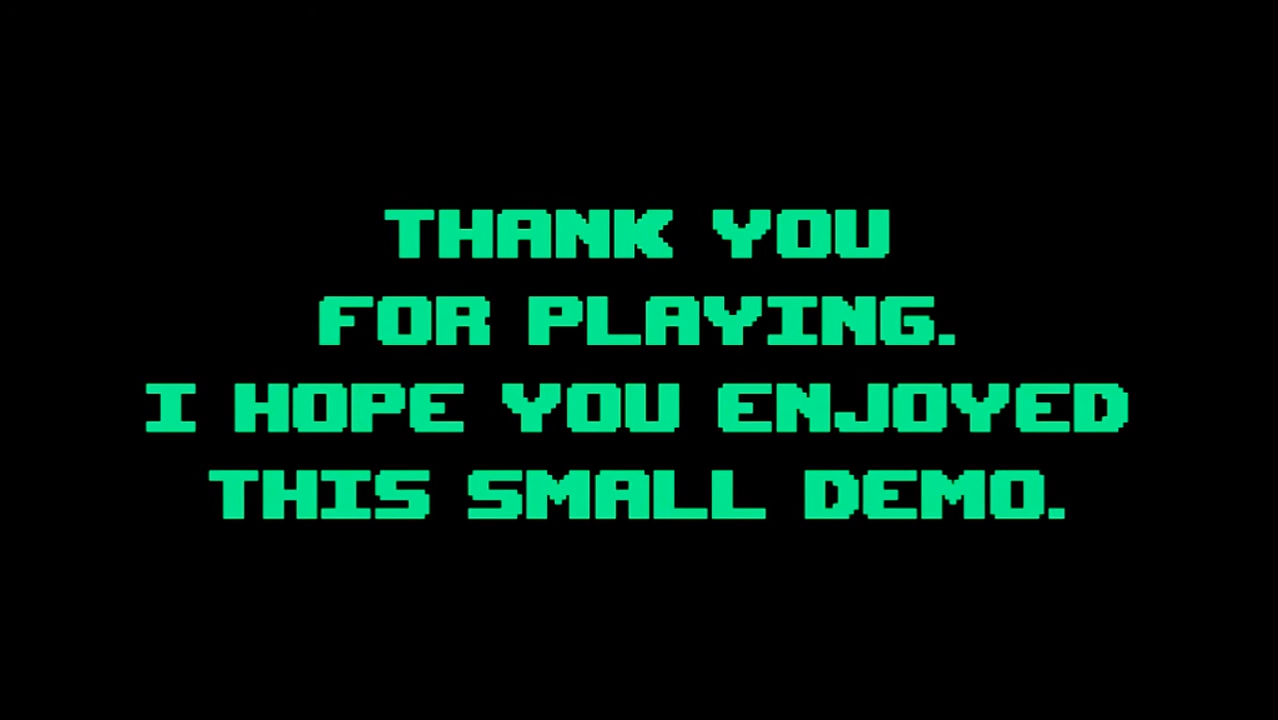 THANK YOU
FOR PLAYING.
I HOPE YOU ENJOYED
THIS SMALL DEMO.